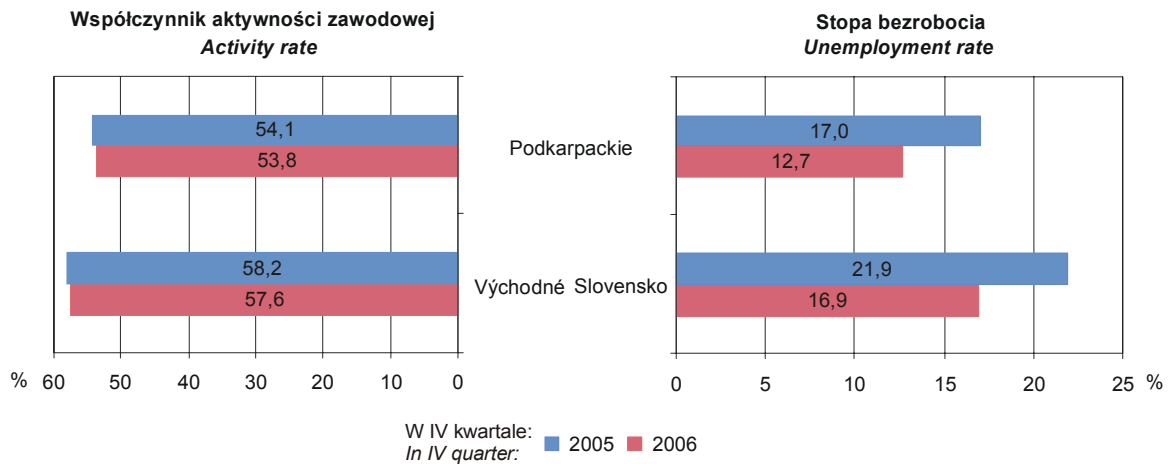 Współczynnik aktywności zawodowej
Activity rate
Stopa bezrobocia
Unemployment rate
54,1
53,8
Podkarpackie
17,0
12,7
58,2
57,6
Východné Slovensko
21,9
16,9
% 60 50 40 30 20 10 0
0 5 10 15 20 25 %
W IV kwartale:
In IV quarter:
2005 2006